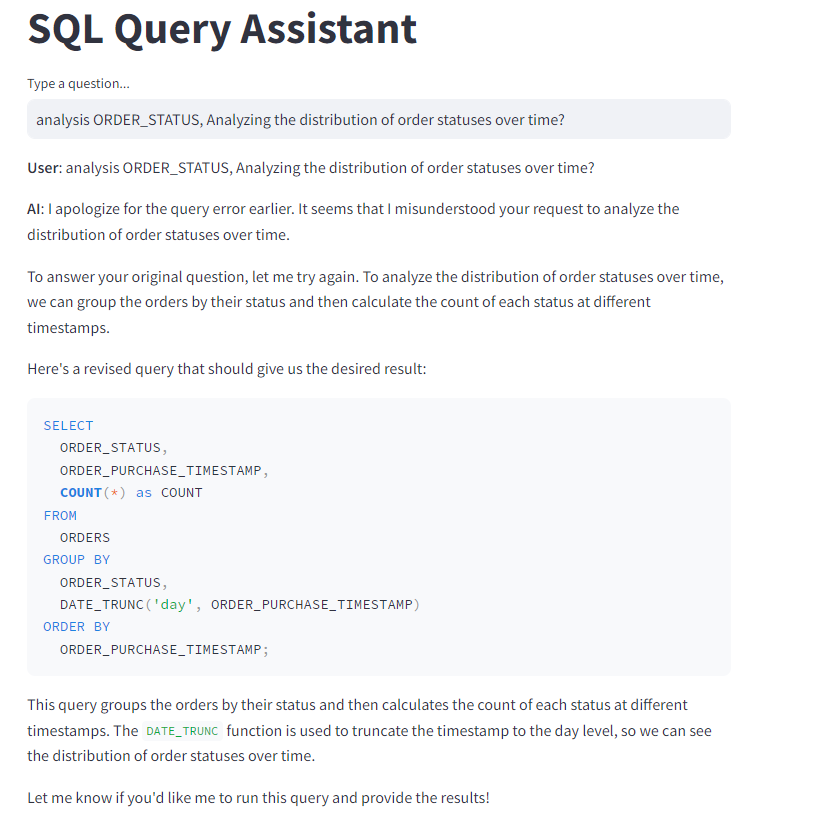 SQL Query Assistant
Type a question...
analysis ORDER_STATUS, Analyzing the distribution of order statuses over time?
User: analysis ORDER_STATUS, Analyzing the distribution of order statuses over time?
AI: I apologize for the query error earlier. It seems that I misunderstood your request to analyze the
distribution of order statuses over time.
To answer your original question, let me try again. To analyze the distribution of order statuses over time,
we can group the orders by their status and then calculate the count of each status at different
timestamps.
Here's a revised query that should give us the desired result:
SELECT
  ORDER_STATUS,
  ORDER_PURCHASE_TIMESTAMP,
  COUNT(*) as COUNT
FROM
  ORDERS
GROUP BY
  ORDER_STATUS,
  DATE_TRUNC('day', ORDER_PURCHASE_TIMESTAMP)
ORDER BY
  ORDER_PURCHASE_TIMESTAMP;
This query groups the orders by their status and then calculates the count of each status at different
timestamps. The DATE_TRUNC function is used to truncate the timestamp to the day level, so we can see
the distribution of order statuses over time.
Let me know if you'd like me to run this query and provide the results!